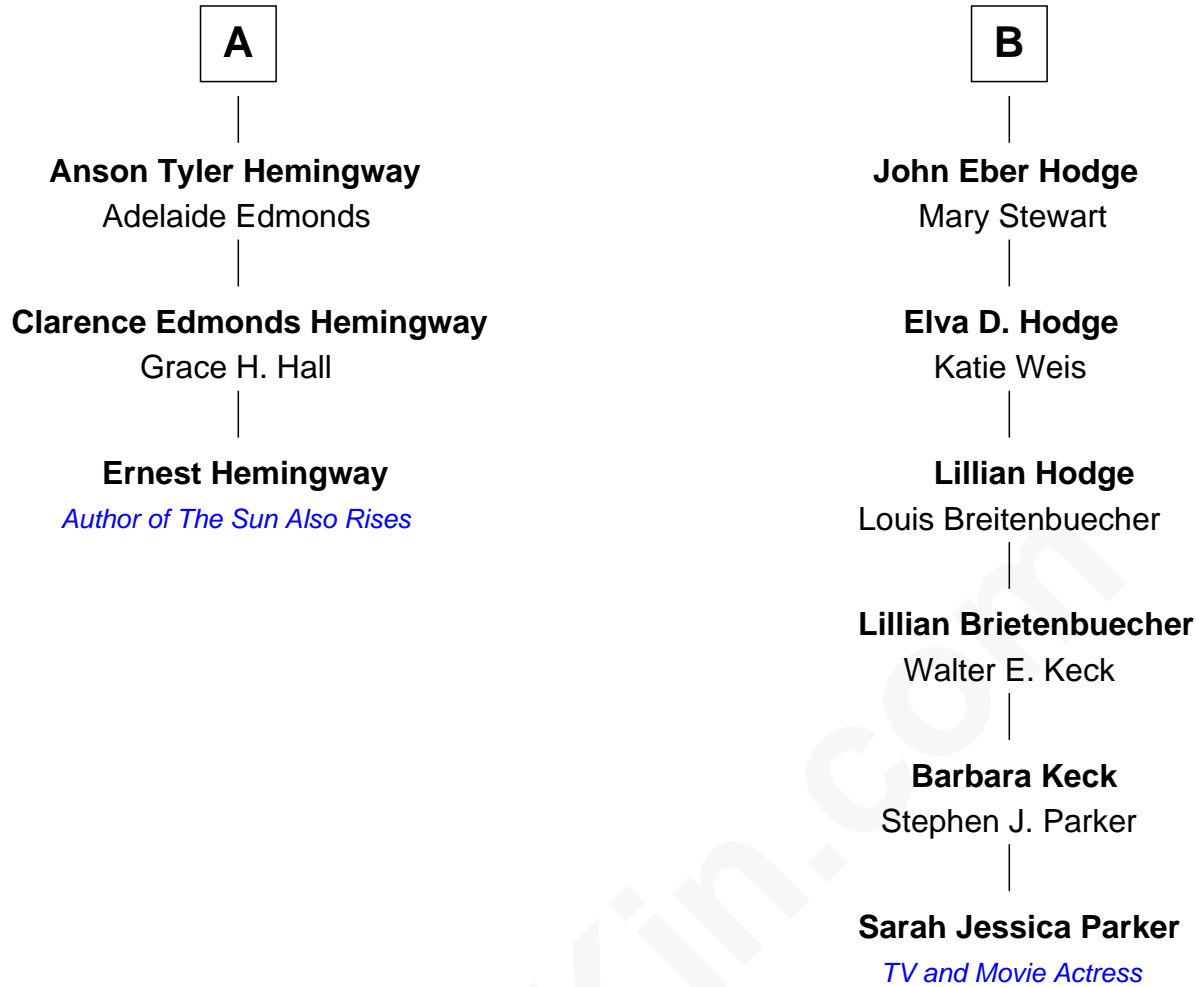 A
Anson Tyler Hemingway
Adelaide Edmonds
Clarence Edmonds Hemingway
Grace H. Hall
Ernest Hemingway
Author of The Sun Also Rises
B
John Eber Hodge
Mary Stewart
Elva D. Hodge
Katie Weis
Lillian Hodge
Louis Breitenbuecher
Lillian Brietenbuecher
Walter E. Keck
Barbara Keck
Stephen J. Parker
Sarah Jessica Parker
TV and Movie Actress
Kin.com